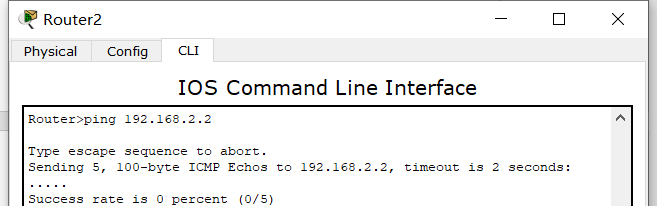 Router2
Physical Config CLI
IOS Command Line Interface
Router>ping 192.168.2.2
Type escape sequence to abort.
Sending 5, 100-byte ICMP Echos to 192.168.2.2, timeout is 2 seconds:
.....
Success rate is 0 percent (0/5)